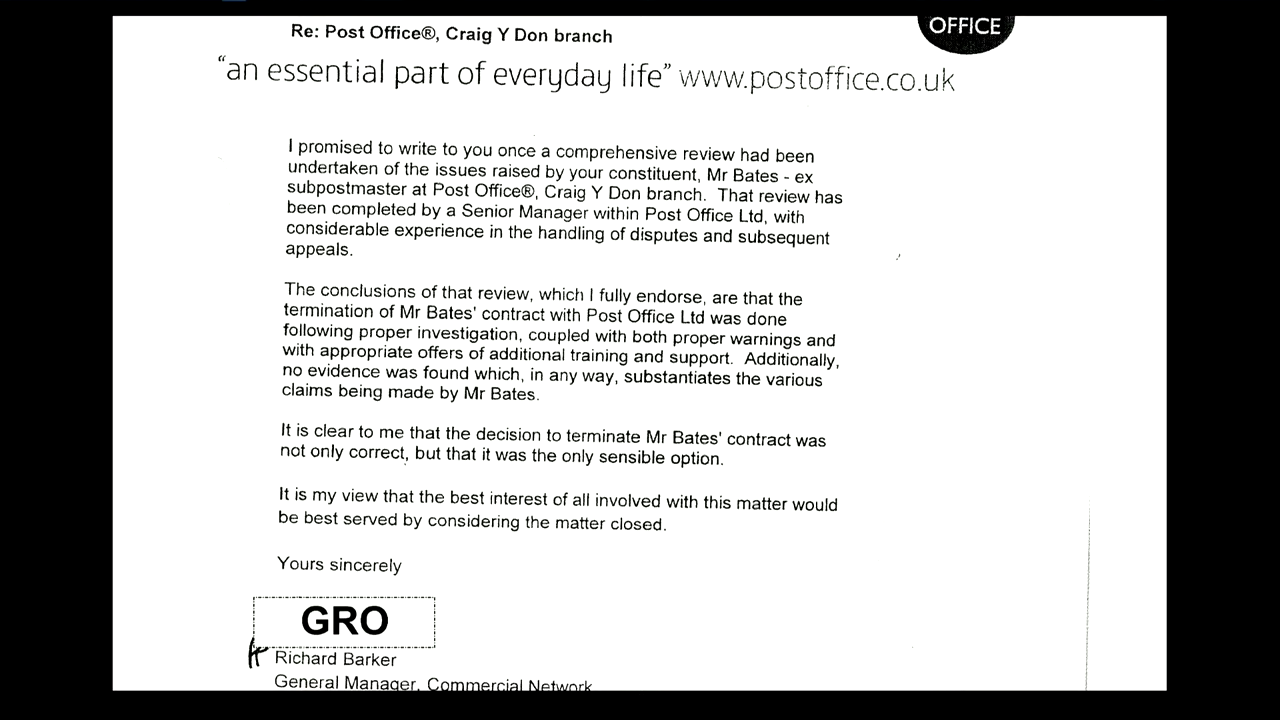 OFFICE
Re: Post Office®, Craig Y Don branch
“an essential part of everyday life” www.postoffice.co.uk
I promised to write to you once a comprehensive review had been
undertaken of the issues raised by your constituent, Mr Bates - ex
subpostmaster at Post Office®, Craig Y Don branch. That review has
been completed by a Senior Manager within Post Office Ltd, with
considerable experience in the handling of disputes and subsequent
appeals.
The conclusions of that review, which I fully endorse, are that the
termination of Mr Bates' contract with Post Office Ltd was done
following proper investigation, coupled with both proper warnings and
with appropriate offers of additional training and support. Additionally,
no evidence was found which, in any way, substantiates the various
claims being made by Mr Bates.
It is clear to me that the decision to terminate Mr Bates' contract was
not only correct, but that it was the only sensible option.
It is my view that the best interest of all involved with this matter would
be best served by considering the matter closed.
Yours sincerely
GRO
Richard Barker
General Manager, Commercial Network